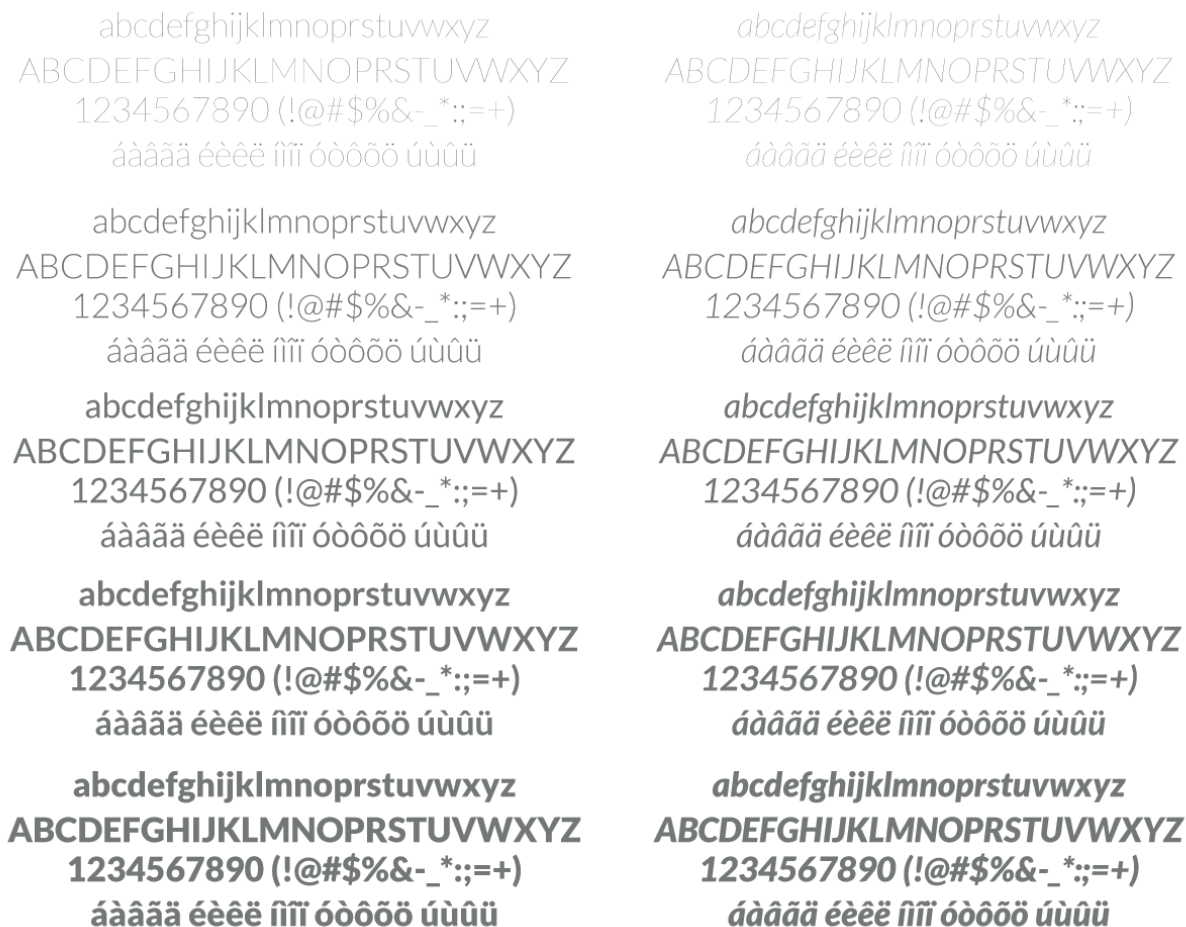 abcdefghijklmnoprstuvwxyz
ABCDEFGHIJKLMNOPRSTUVWXYZ
1234567890 (!@#$%&-_*:;=+)
áàâãä éèêë íìîï óòôõö úùûü
abcdefghijklmnoprstuvwxyz
ABCDEFGHIJKLMNOPRSTUVWXYZ
1234567890 (!@#$%&-_*:;=+)
áàâãä éèêë íìîï óòôõö úùûü
abcdefghijklmnoprstuvwxyz
ABCDEFGHIJKLMNOPRSTUVWXYZ
1234567890 (!@#$%&-_*:;=+)
áàâãä éèêë íìîï óòôõö úùûü
abcdefghijklmnoprstuvwxyz
ABCDEFGHIJKLMNOPRSTUVWXYZ
1234567890 (!@#$%&-_*:;=+)
áàâãä éèêë íìîï óòôõö úùûü
abcdefghijklmnoprstuvwxyz
ABCDEFGHIJKLMNOPRSTUVWXYZ
1234567890 (!@#$%&-_*:;=+)
áàâãä éèêë íìîï óòôõö úùûü
abcdefghijklmnoprstuvwxyz
ABCDEFGHIJKLMNOPRSTUVWXYZ
1234567890 (!@#$%&-_*:;=+)
áàâãä éèêë íìîï óòôõö úùûü
abcdefghijklmnoprstuvwxyz
ABCDEFGHIJKLMNOPRSTUVWXYZ
1234567890 (!@#$%&-_*:;=+)
áàâãä éèêë íìîï óòôõö úùûü
abcdefghijklmnoprstuvwxyz
ABCDEFGHIJKLMNOPRSTUVWXYZ
1234567890 (!@#$%&-_*:;=+)
áàâãä éèêë íìîï óòôõö úùûü
abcdefghijklmnoprstuvwxyz
ABCDEFGHIJKLMNOPRSTUVWXYZ
1234567890 (!@#$%&-_*:;=+)
áàâãä éèêë íìîï óòôõö úùûü
abcdefghijklmnoprstuvwxyz
ABCDEFGHIJKLMNOPRSTUVWXYZ
1234567890 (!@#$%&-_*:;=+)
áàâãä éèêë íìîï óòôõö úùûü